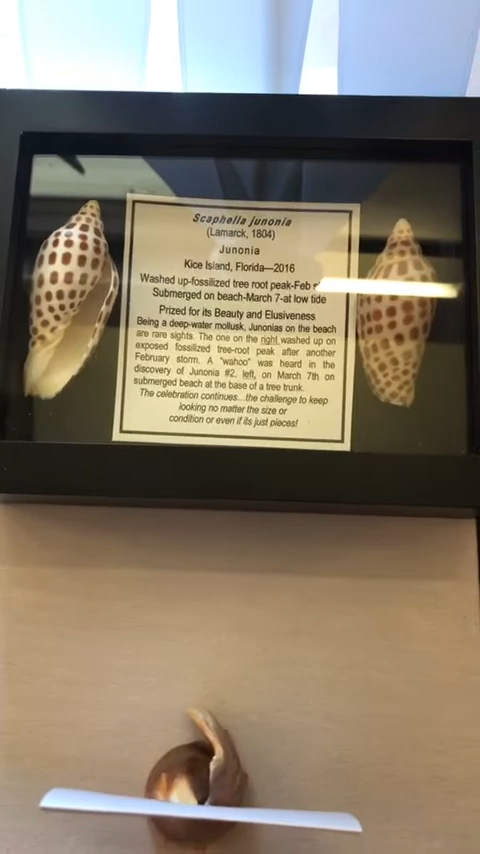 Scaphella junonia
(Lamarck, 1804)
Junonia
Kice Island, Florida—2016
Washed up-fossilized tree root peak-Feb
Submerged on beach-March 7-at low tide
Prized for its Beauty and Elusiveness
Being a deep-water mollusk, Junonias on the beach
are rare sights. The one on the right washed up on
exposed fossilized tree-root peak after another
February storm. A "wahoo" was heard in the
discovery of Junonia #2, left, on March 7th on
submerged beach at the base of a tree trunk.
The celebration continues...the challenge to keep
looking no matter the size or
condition or even if its just pieces!